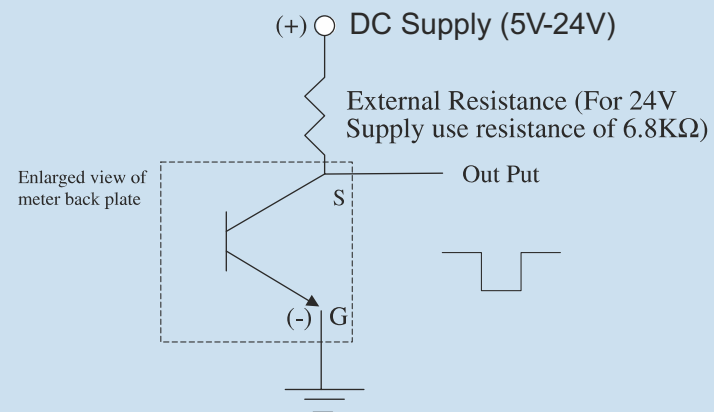 (+) DC Supply (5V-24V)
External Resistance (For 24V
Supply use resistance of 6.8KΩ)
Enlarged view of
meter back plate
Out Put
S
(-) G